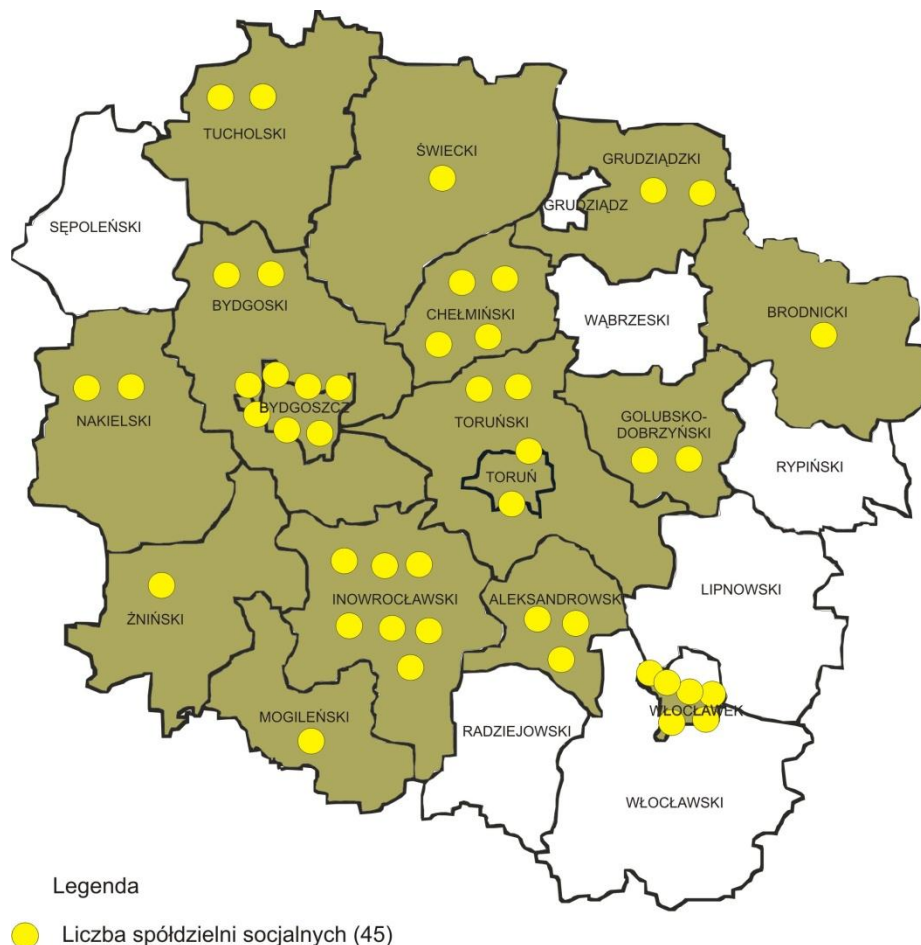 TUCHOLSKI
ŚWIECKI
GRUDZIĄDZKI
GRUDZIĄDZ
SĘPOLEŃSKI
BYDGOSKI
CHEŁMIŃSKI
WĄBRZESKI
BRODNICKI
BYDGOSZCZ
NAKIELSKI
TORUŃSKI
GOLUBSKO-
DOBRZYŃSKI
RYPIŃSKI
TORUŃ
LIPNOWSKI
INOWROCŁAWSKI
ALEKSANDROWSK
ŻNIŃSKI
WŁOCŁAWEK
MOGILEŃSKI
RADZIEJOWSKI
WŁOCŁAWSKI
Legenda
Liczba spółdzielni socjalnych (45)